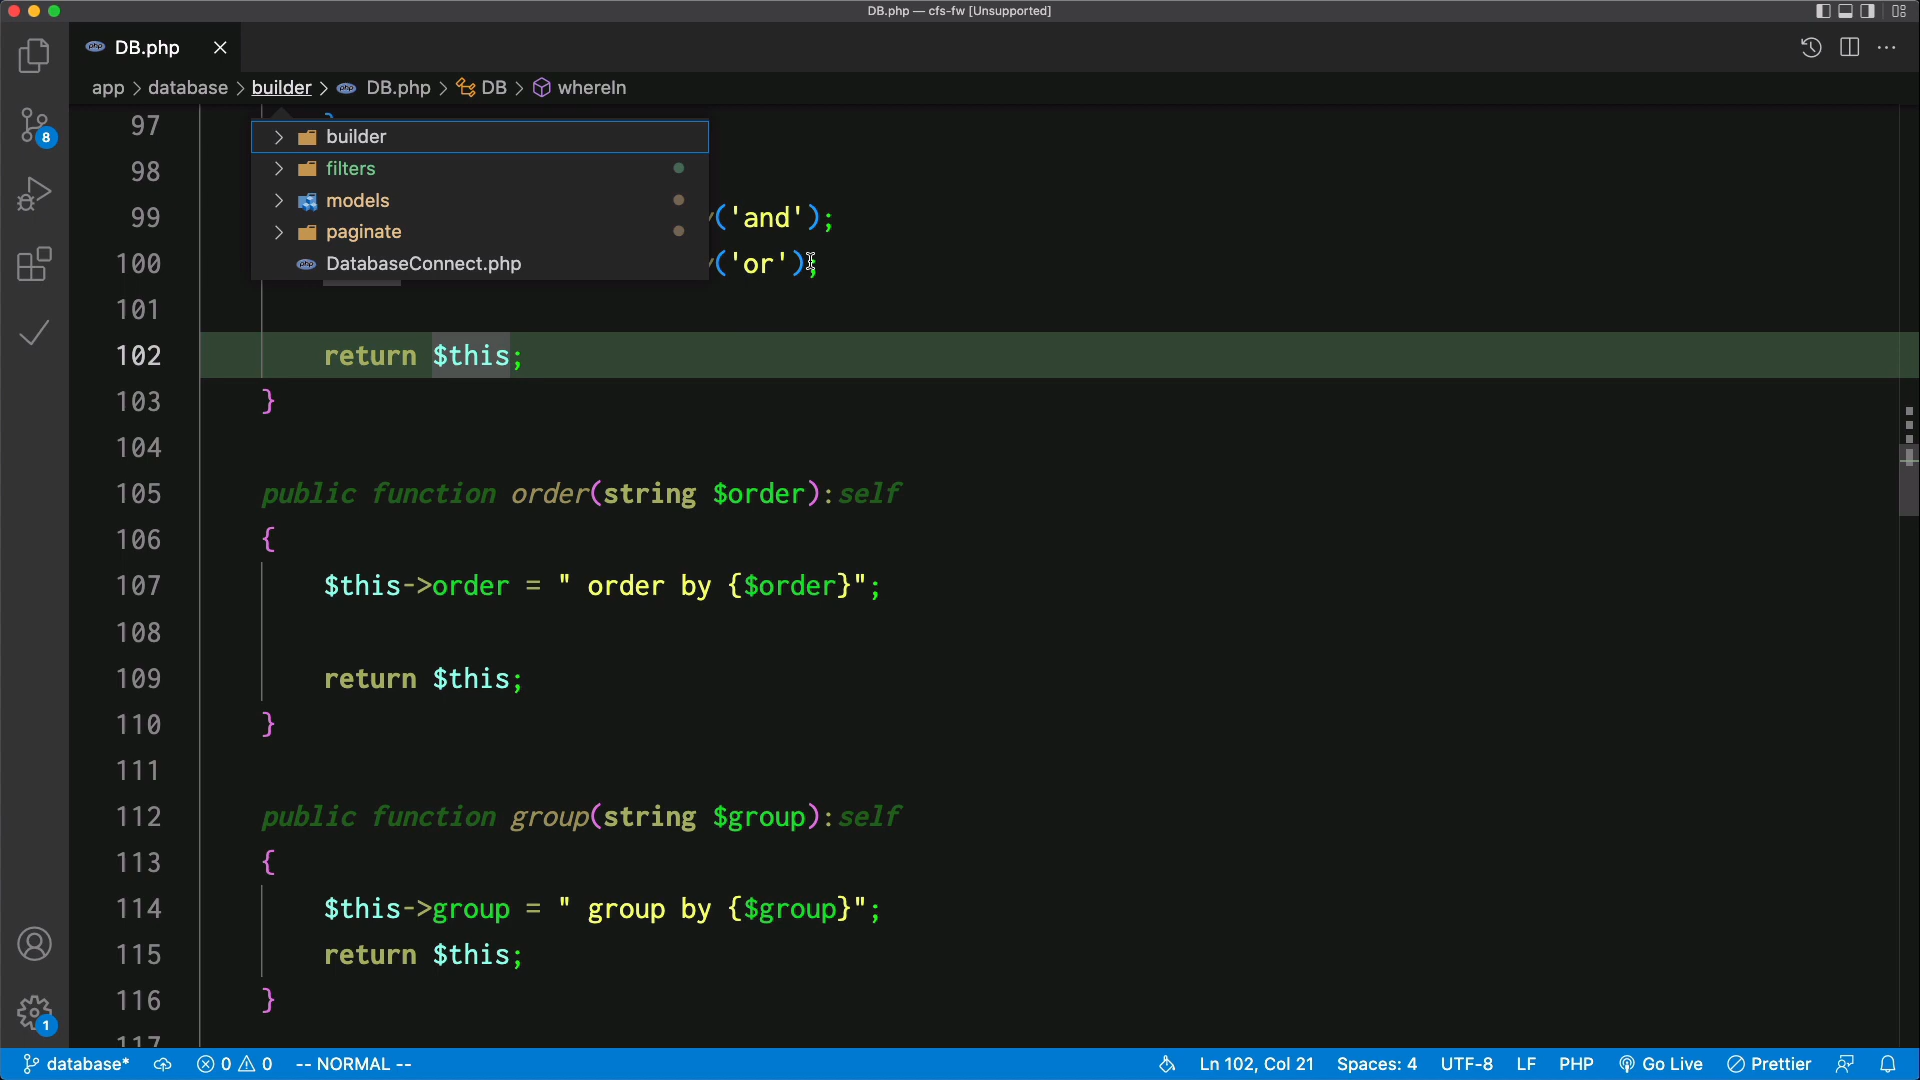 DB.php — cfs-fw [Unsupported]
DB.php
app > database > builder > DB.php > DB > whereIn
97 }
builder
98
filters
models
99 ('and');
paginate
100 ('or');
DatabaseConnect.php
101
102 return $this;
103 }
104
105 public function order(string $order):self
106 {
107 $this->order = " order by {$order}";
108
109 return $this;
110 }
111
112 public function group(string $group):self
113 {
114 $this->group = " group by {$group}";
115 return $this;
116 }
117
8
1
database* 0 0 -- NORMAL -- Ln 102, Col 21 Spaces: 4 UTF-8 LF PHP Go Live Prettier